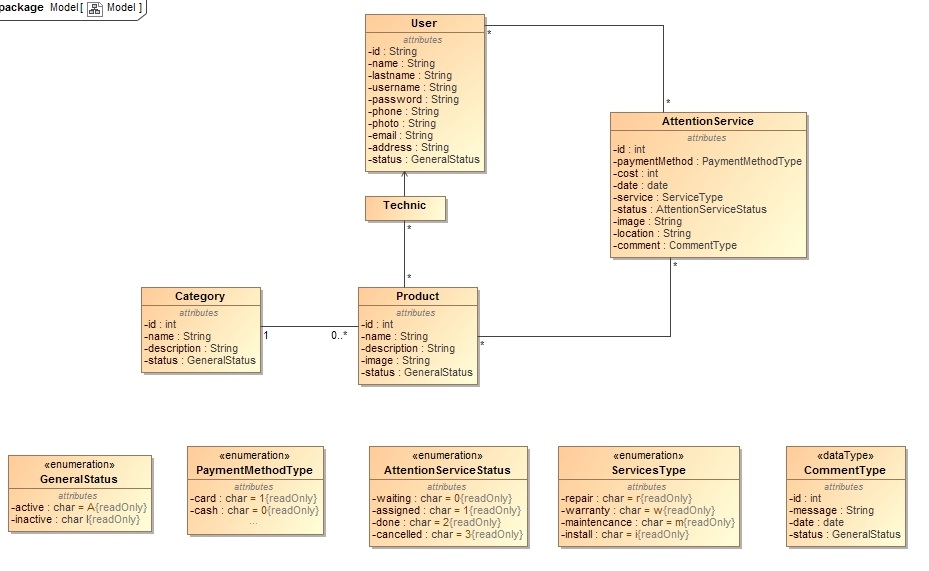 package Model[ Model ]
User
attributes
-id : String
-name : String
-lastname : String
-username : String
-password : String
-phone : String
-photo : String
-email : String
-address : String
-status : GeneralStatus
*
*
AttentionService
attributes
-id : int
-paymentMethod : PaymentMethodType
-cost : int
-date : date
-service : ServiceType
-status : AttentionServiceStatus
-image : String
-location : String
-comment : CommentType
*
Technic
*
*
Category
attributes
-id : int
-name : String
-description : String
-status : GeneralStatus
1
0..*
Product
attributes
-id : int
-name : String
-description : String
-image : String
-status : GeneralStatus
*
«enumeration»
GeneralStatus
attributes
-active : char = A{readOnly}
-inactive : char I{readOnly}
«enumeration»
PaymentMethodType
attributes
-card : char = 1{readOnly}
-cash : char = 0{readOnly}
...
«enumeration»
AttentionServiceStatus
attributes
-waiting : char = 0{readOnly}
-assigned : char = 1{readOnly}
-done : char = 2{readOnly}
-cancelled : char = 3{readOnly}
«enumeration»
ServicesType
attributes
-repair : char = r{readOnly}
-warranty : char = w{readOnly}
-maintencance : char = m{readOnly}
-install : char = i{readOnly}
«dataType»
CommentType
attributes
-id : int
-message : String
-date : date
-status : GeneralStatus